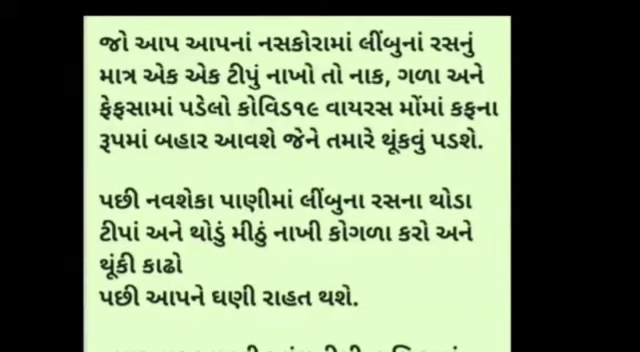 જો આપ આપનાં નસકોરામાં લીંબુનાં રસનું
માત્ર એક એક ટીપું નાખો તો નાક, ગળા અને
ફેફસામાં પડેલો કોવિડ૧૯ વાયરસ મોંમાં કફના
રૂપમાં બહાર આવશે જેને તમારે થૂંકવું પડશે.
પછી નવશેકા પાણીમાં લીંબુના રસના થોડા
ટીપાં અને થોડું મીઠું નાખી કોગળા કરો અને
થૂંકી કાઢો
પછી આપને ઘણી રાહત થશે.